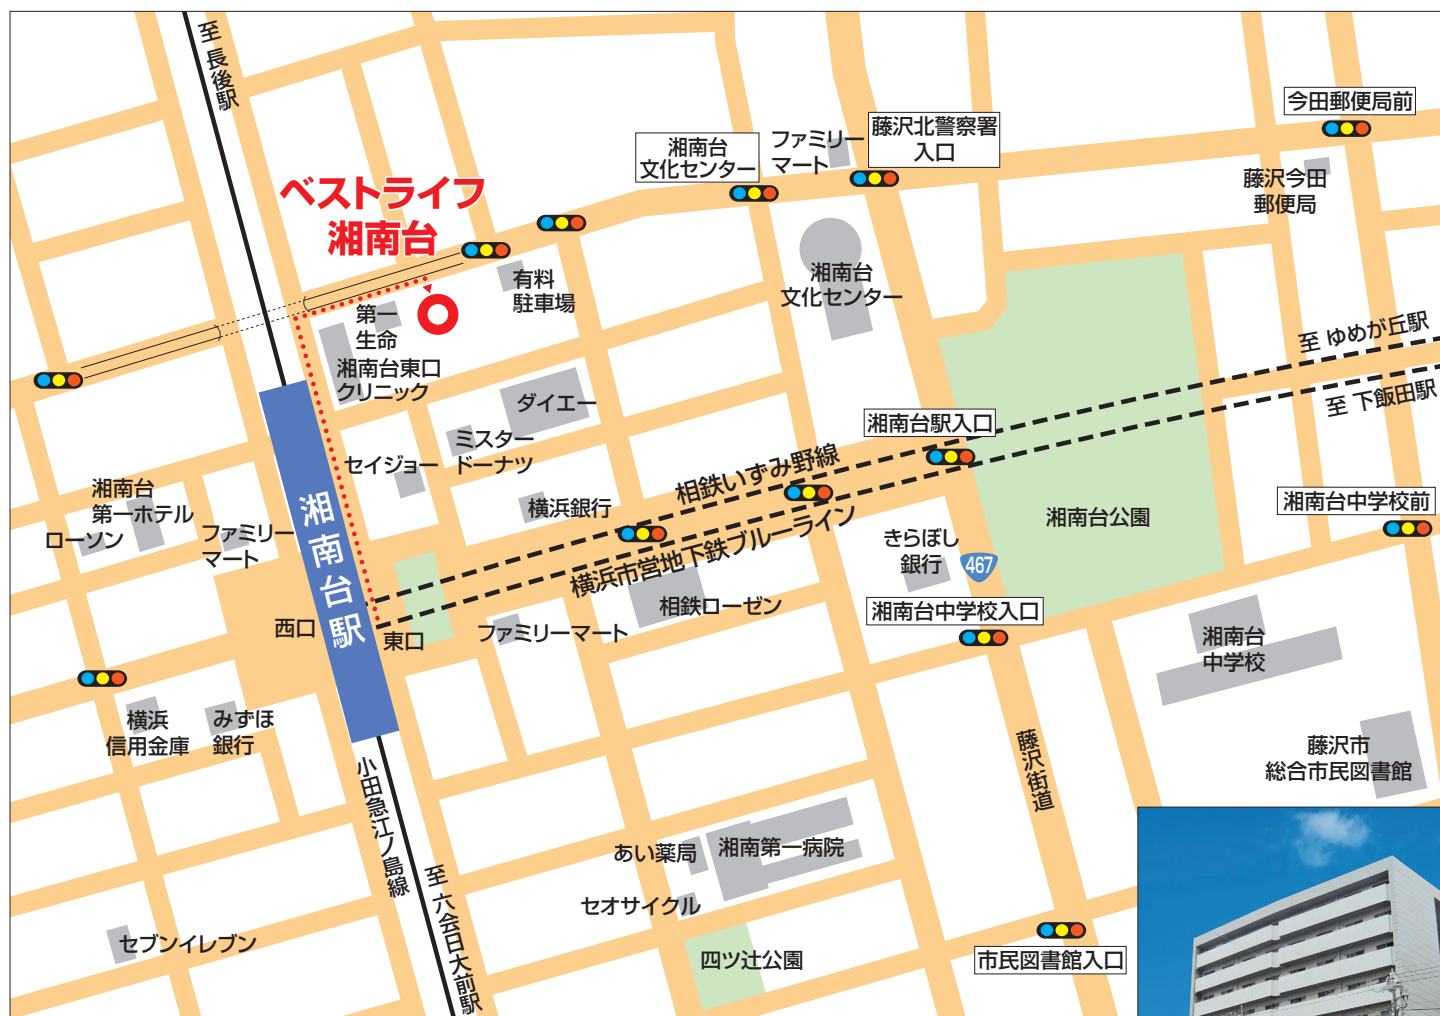 至 長後駅
今田郵便局前
藤沢北警察署
入口
ファミリー
マート
湘南台
文化センター
藤沢今田
郵便局
ベストライフ
湘南台
有料
駐車場
湘南台
文化センター
第一
生命
湘南台東口
クリニック
至 ゆめが丘駅
至 下飯田駅
ダイエー
湘南台駅入口
ミスター
ドーナツ
セイジョー
相鉄いずみ野線
湘南台
第一ホテル
ローソン
ファミリー
マート
湘南台駅
横浜銀行
横浜市営地下鉄ブルーライン
湘南台公園
湘南台中学校前
きらぼし
銀行
467
相鉄ローゼン
湘南台中学校入口
西口
東口
ファミリーマート
湘南台
中学校
横浜
信用金庫
みずほ
銀行
藤沢街道
藤沢市
総合市民図書館
小田急江ノ島線
あい薬局
湘南第一病院
至 六会日大前駅
セオサイクル
セブンイレブン
四ツ辻公園
市民図書館入口